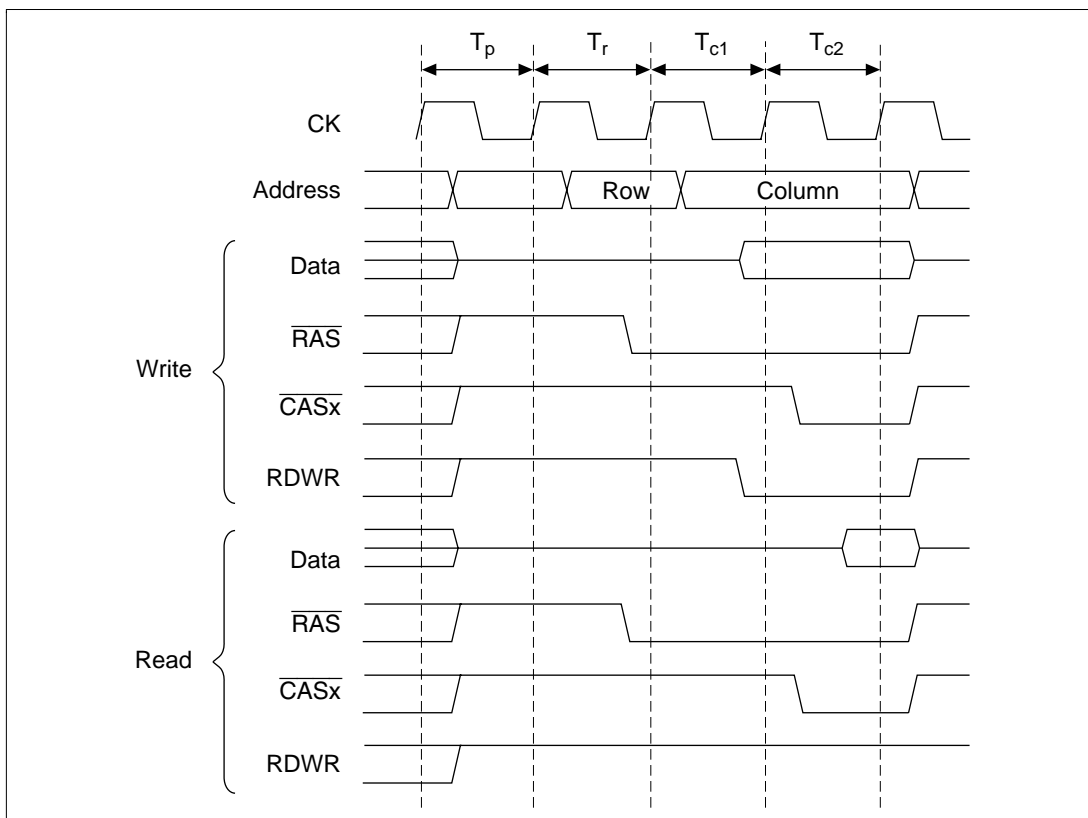 Tp Tr Tc1 Tc2
CK
Address Row Column
Data
RAS
Write
CASx
RDWR
Data
RAS
Read
CASx
RDWR